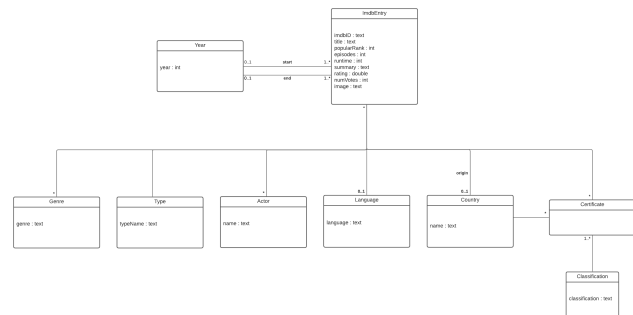 ImdbEntry
imdbID : text
title : text
popularRank : int
episodes : int
runtime : int
summary : text
rating : double
numVotes : int
image : text
Year
year : int
0..1
start
1..*
0..1
end
1..*
*
origin
*
*
0..1
0..1
*
Genre
genre : text
Type
typeName : text
Actor
name : text
Language
language : text
Country
name : text
*
Certificate
1..*
Classification
classification : text